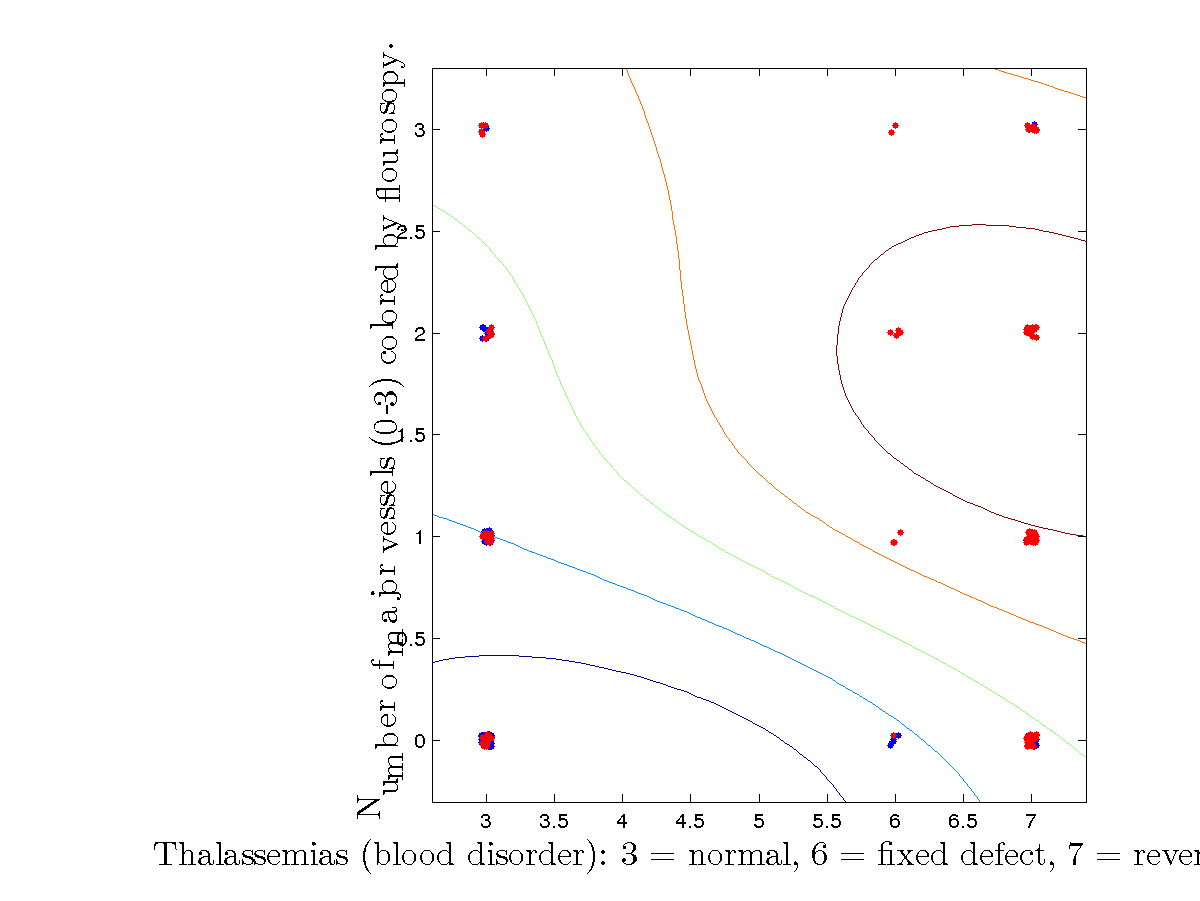 Number of major vessels (0-3) colored by flourosopy.
3
2.5
2
1.5
1
0.5
0
3 3.5 4 4.5 5 5.5 6 6.5 7
Thalassemias (blood disorder): 3 = normal, 6 = fixed defect, 7 = rever